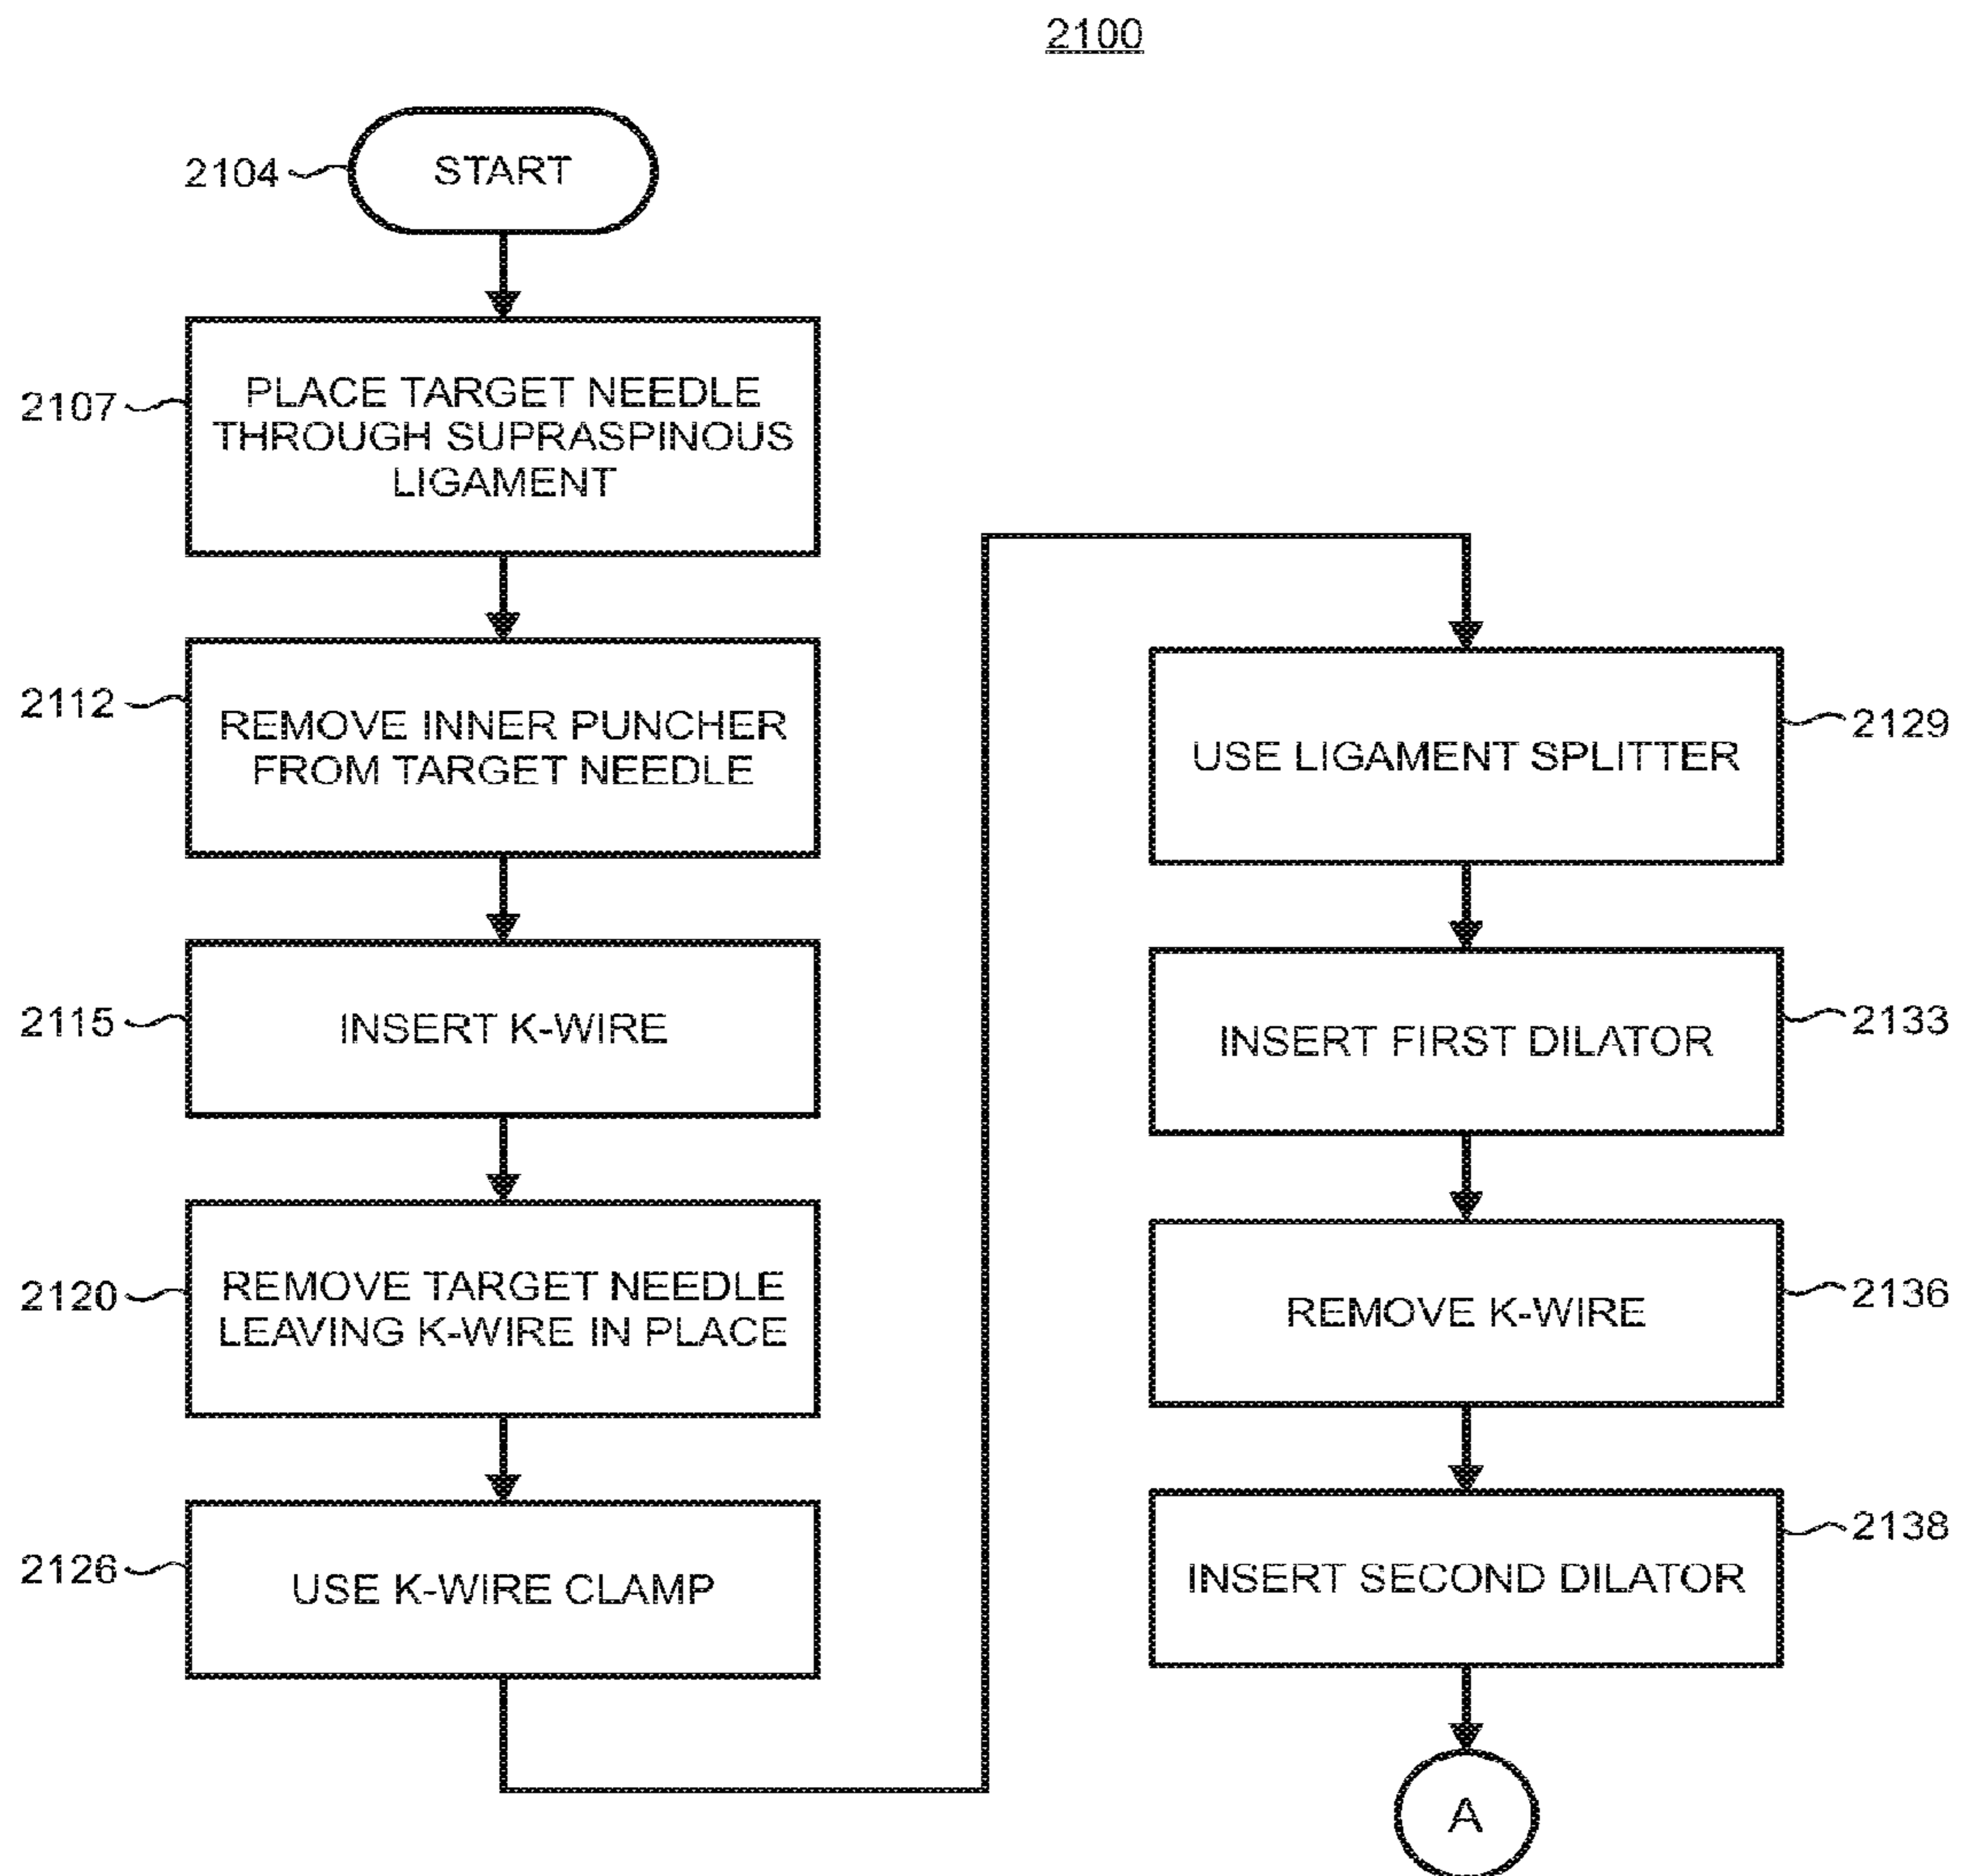 2100
2104
START
2107
PLACE TARGET NEEDLE
THROUGH SUPRASPINOUS
LIGAMENT
2112
REMOVE INNER PUNCHER
FROM TARGET NEEDLE
2115
INSERT K-WIRE
2120
REMOVE TARGET NEEDLE
LEAVING K-WIRE IN PLACE
2126
USE K-WIRE CLAMP
2129
USE LIGAMENT SPLITTER
2133
INSERT FIRST DILATOR
2136
REMOVE K-WIRE
2138
INSERT SECOND DILATOR
A